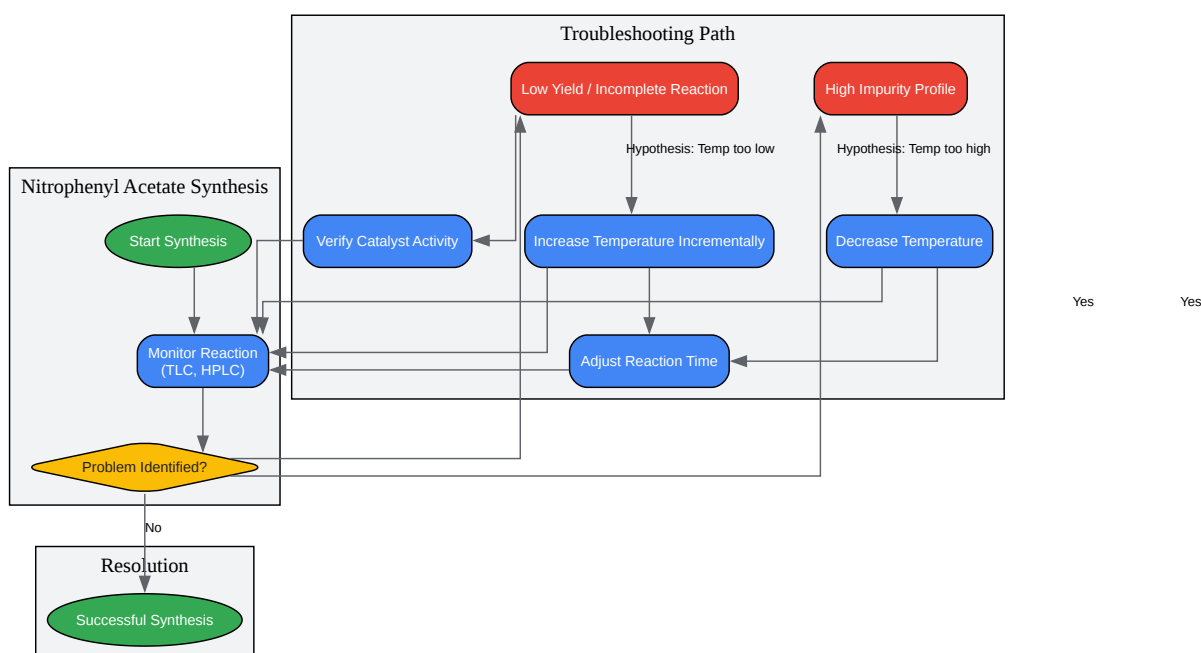 Troubleshooting Path
Low Yield / Incomplete Reaction
High Impurity Profile
Hypothesis: Temp too low
Hypothesis: Temp too high
Nitrophenyl Acetate Synthesis
Start Synthesis
Verify Catalyst Activity
Increase Temperature Incrementally
Decrease Temperature
Yes
Yes
Monitor Reaction
(TLC, HPLC)
Adjust Reaction Time
Problem Identified?
No
Resolution
Successful Synthesis